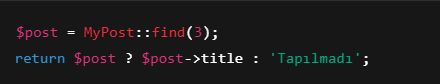 $post = MyPost::find(3);
return $post ? $post->title : 'Tapılmadı';